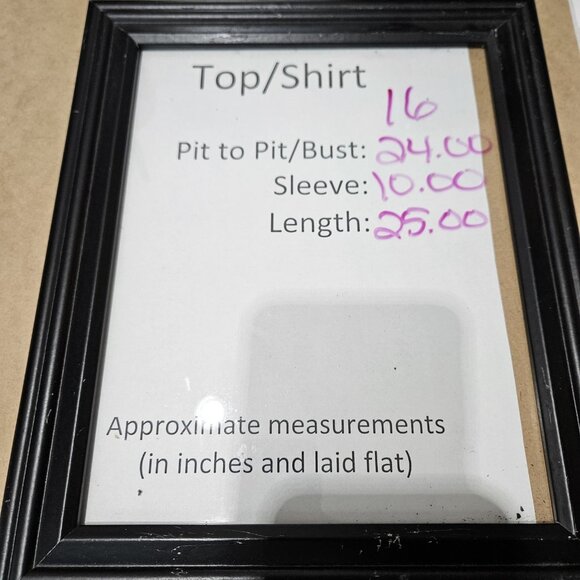 Top/Shirt
16
Pit to Pit/Bust: 24.00
Sleeve: 10.00
Length: 25.00
Approximate measurements
(in inches and laid flat)